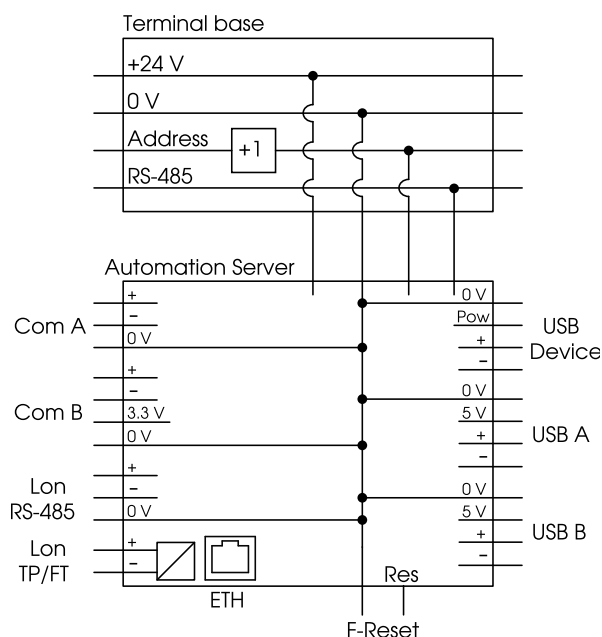 Terminal base
+24 V
0 V
Address
+1
RS-485
Automation Server
Com A
+
–
0 V
Com B
+
–
3.3 V
0 V
Lon
RS-485
+
–
0 V
Lon
TP/FT
+
–
ETH
0 V
Pow
+
–
USB
Device
0 V
5 V
+
–
USB A
0 V
5 V
+
–
USB B
Res
F-Reset